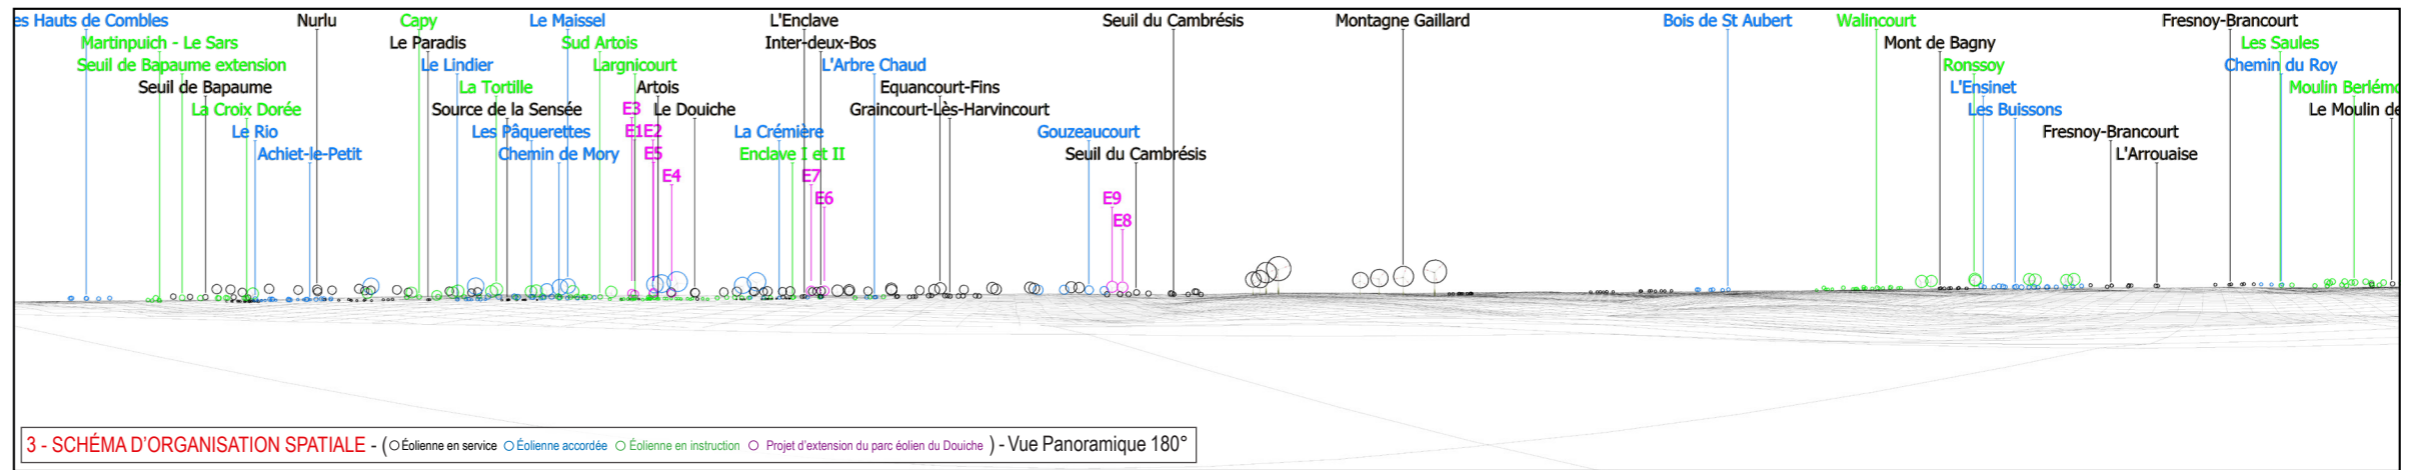 es Hauts de Combles Nurlu Capy Le Maissel L'Enclave Seuil du Cambrésis Montagne Gaillard Bois de St Aubert Walincourt Fresnoy-Brancourt
Martinpuich - Le Sars Le Paradis Sud Artois Inter-deux-Bos Mont de Bagny Les Saules
Seuil de Bapaume extension Le Lindier Largnicourt L'Arbre Chaud Ronssoy Chemin du Roy
Seuil de Bapaume La Tortille Artois Equancourt-Fins L'Ensinet Moulin Berlémo
La Croix Dorée Source de la Sensée E3 Le Douiche Graincourt-Lès-Harvincourt Les Buissons Le Moulin de
Le Rio Les Pâquerettes E1E2 La Crémière Gouzeaucourt Fresnoy-Brancourt
Achiet-le-Petit Chemin de Mory E5 Enclave I et II Seuil du Cambrésis L'Arrouaise
E4 E7
E6 E9
E8
3 - SCHÉMA D'ORGANISATION SPATIALE - ( Éolienne en service Éolienne accordée Éolienne en instruction Projet d'extension du parc éolien du Douiche ) - Vue Panoramique 180°